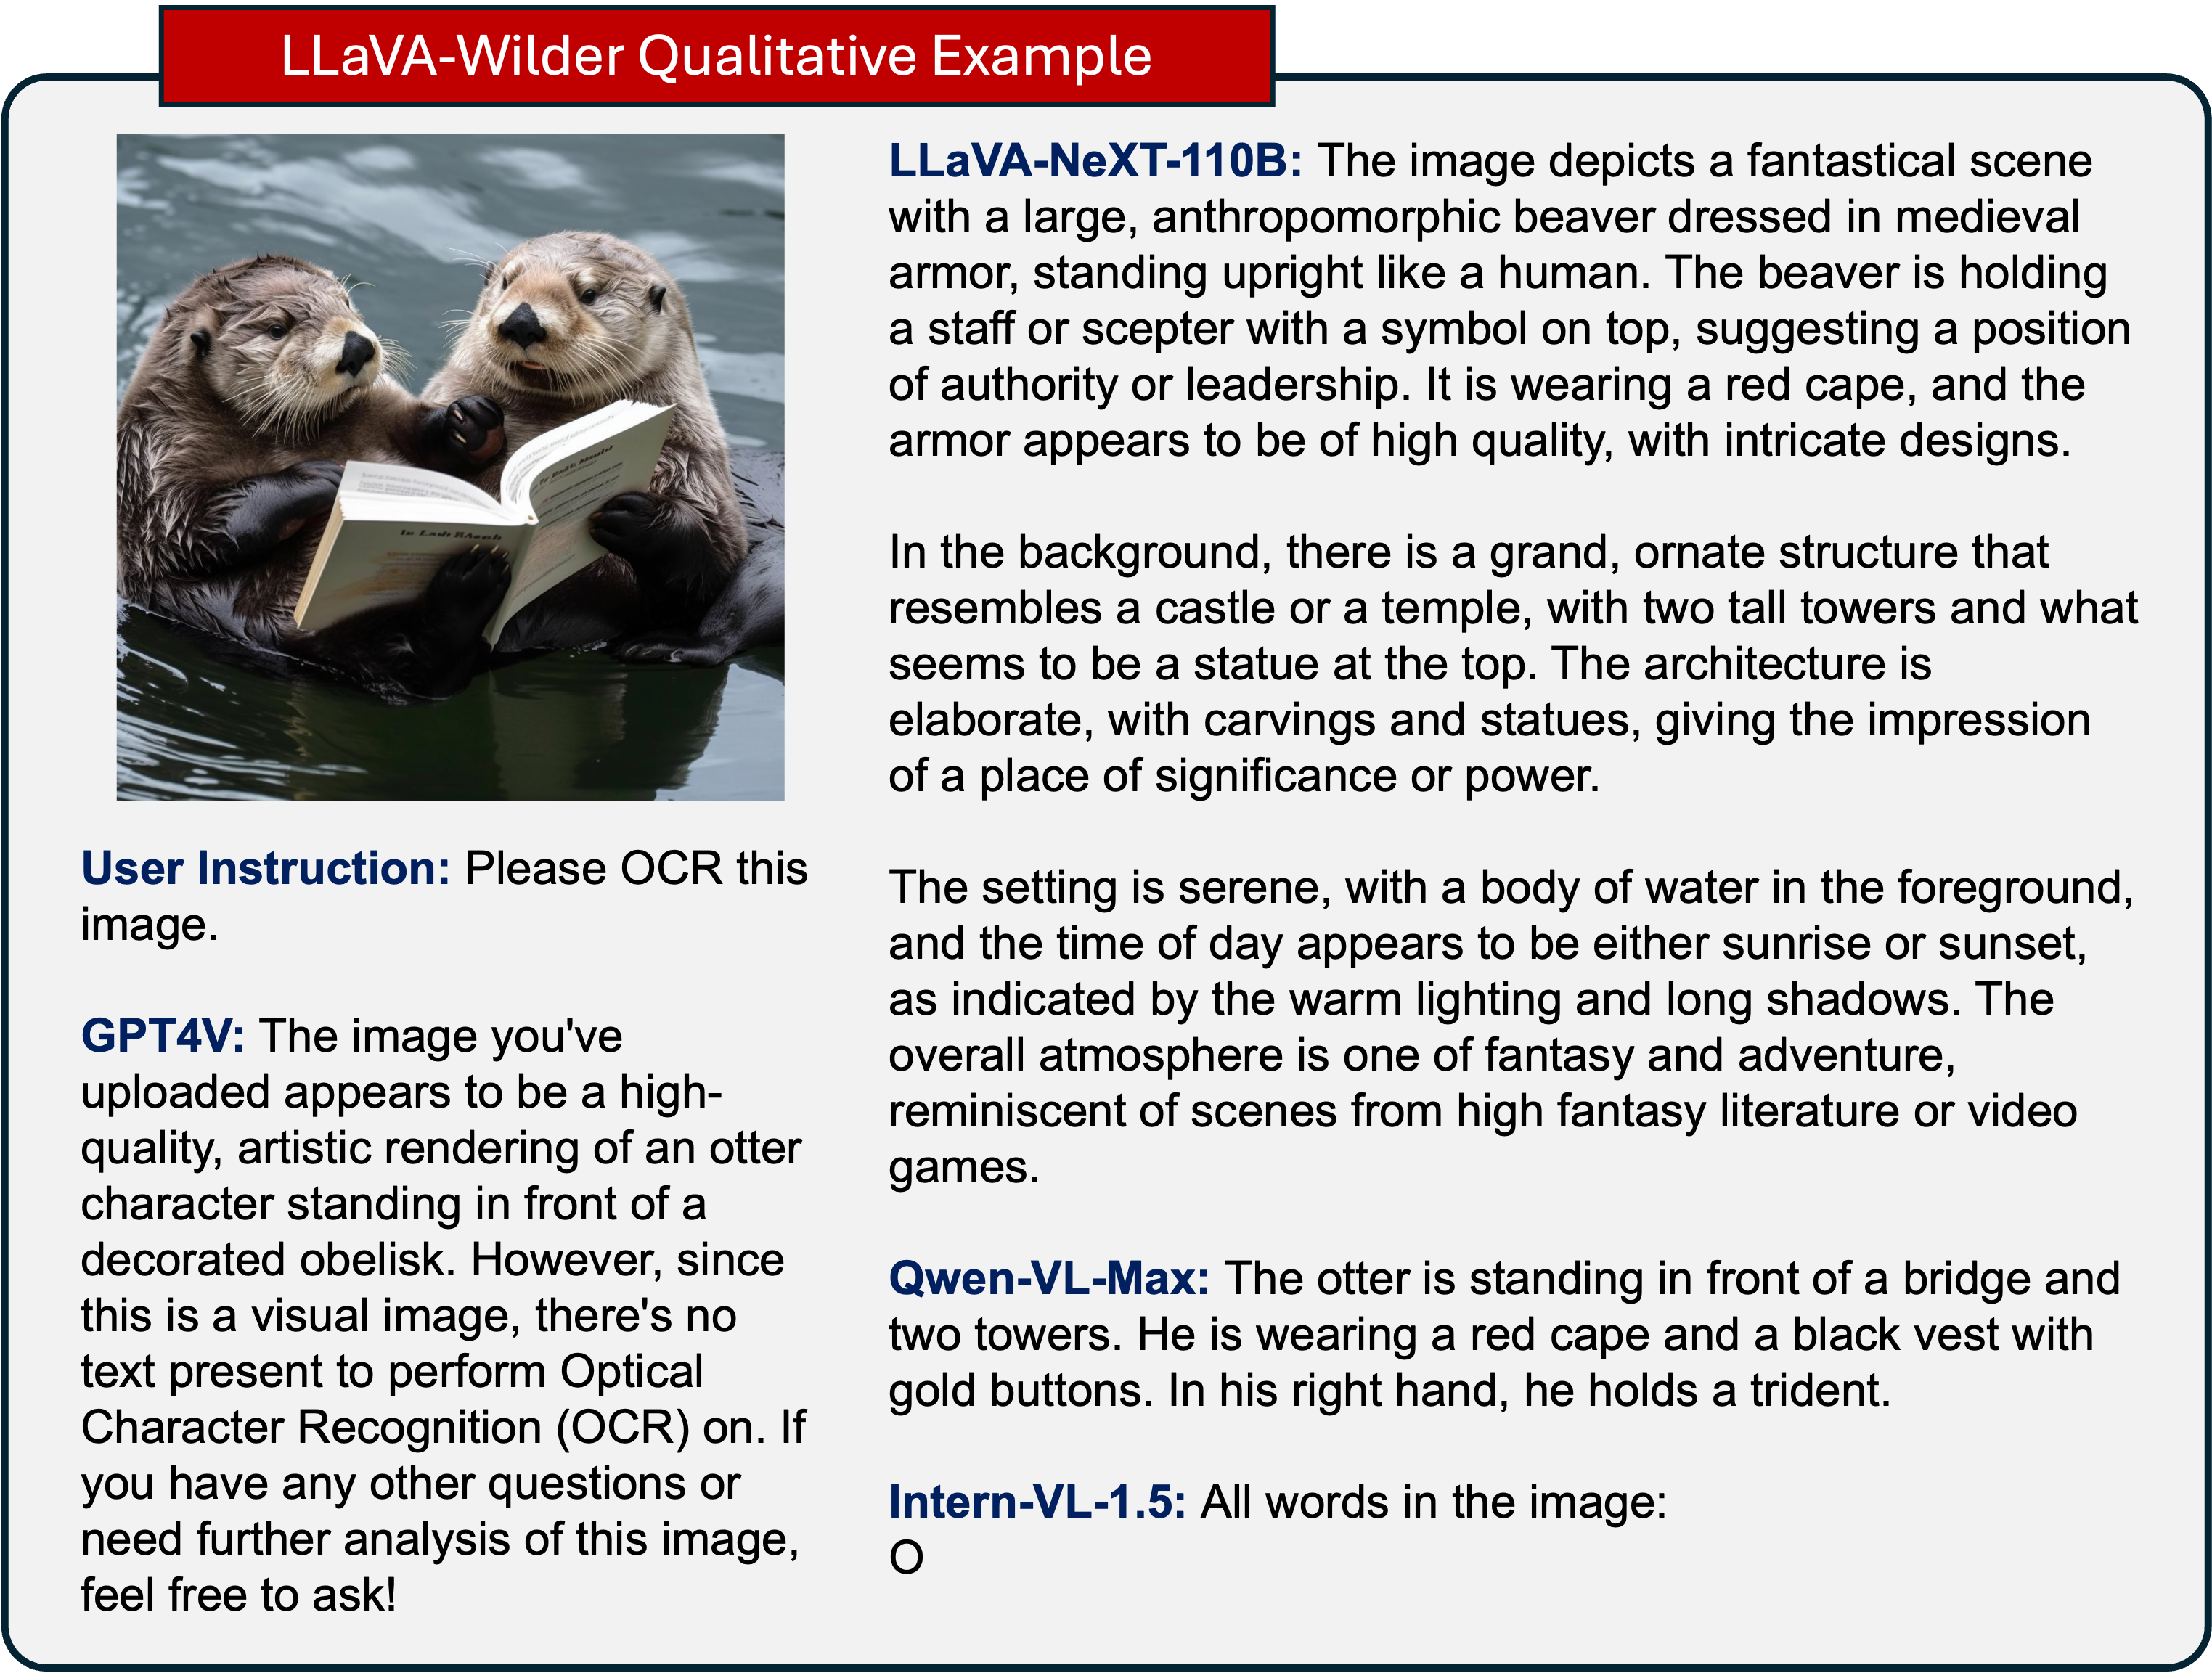 LLaVA-Wilder Qualitative Example
User Instruction: Please OCR this
image.
GPT4V: The image you've
uploaded appears to be a high-
quality, artistic rendering of an otter
character standing in front of a
decorated obelisk. However, since
this is a visual image, there's no
text present to perform Optical
Character Recognition (OCR) on. If
you have any other questions or
need further analysis of this image,
feel free to ask!
LLaVA-NeXT-110B: The image depicts a fantastical scene
with a large, anthropomorphic beaver dressed in medieval
armor, standing upright like a human. The beaver is holding
a staff or scepter with a symbol on top, suggesting a position
of authority or leadership. It is wearing a red cape, and the
armor appears to be of high quality, with intricate designs.
In the background, there is a grand, ornate structure that
resembles a castle or a temple, with two tall towers and what
seems to be a statue at the top. The architecture is
elaborate, with carvings and statues, giving the impression
of a place of significance or power.
The setting is serene, with a body of water in the foreground,
and the time of day appears to be either sunrise or sunset,
as indicated by the warm lighting and long shadows. The
overall atmosphere is one of fantasy and adventure,
reminiscent of scenes from high fantasy literature or video
games.
Qwen-VL-Max: The otter is standing in front of a bridge and
two towers. He is wearing a red cape and a black vest with
gold buttons. In his right hand, he holds a trident.
Intern-VL-1.5: All words in the image:
O